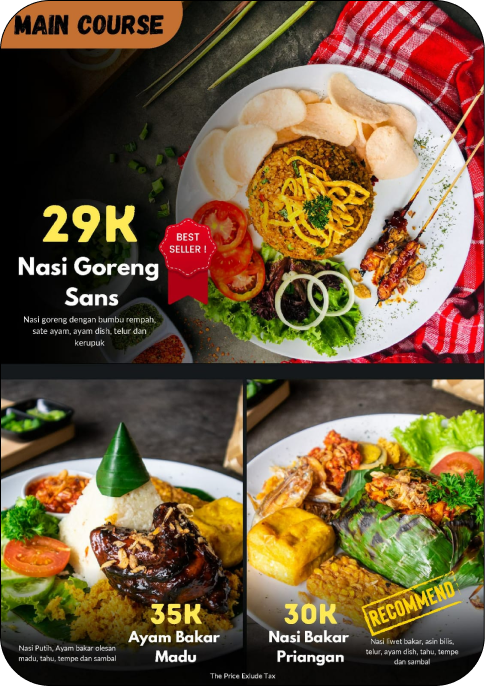 MAIN COURSE
29K
BEST
SELLER !
Nasi Goreng
Sans
Nasi goreng dengan bumbu rempah,
sate ayam, ayam dish, telur dan
kerupuk
35K
Ayam Bakar
Madu
Nasi Putih, Ayam bakar olesan
madu, tahu, tempe dan sambal
30K
Nasi Bakar
Priangan
RECOMMEND
Nasi liwet bakar, asin bilis,
telur, ayam dish, tahu, tempe
dan sambal
The Price Exlude Tax